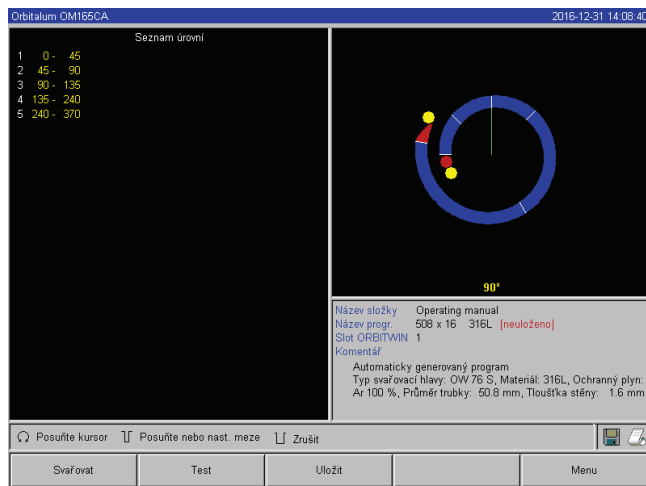 Orbitalum OM165CA 2016-12-31 14:08:40
Seznam úrovní
1 0 - 45
2 45 - 90
3 90 - 135
4 135 - 240
5 240 - 370
90°
Název složky Operating manual
Název progr. 508 x 16 316L [neuloženo]
Slot ORBITWIN 1
Komentář
Automaticky generovaný program
Typ svařovací hlavy: OW 76 S, Materiál: 316L, Ochranný plyn:
Ar 100 %, Průměr trubky: 50.8 mm, Tloušťka stěny: 1.6 mm
Posuňte kursor Posuňte nebo nast. meze Zrušit
Svařovat Test Uložit Menu